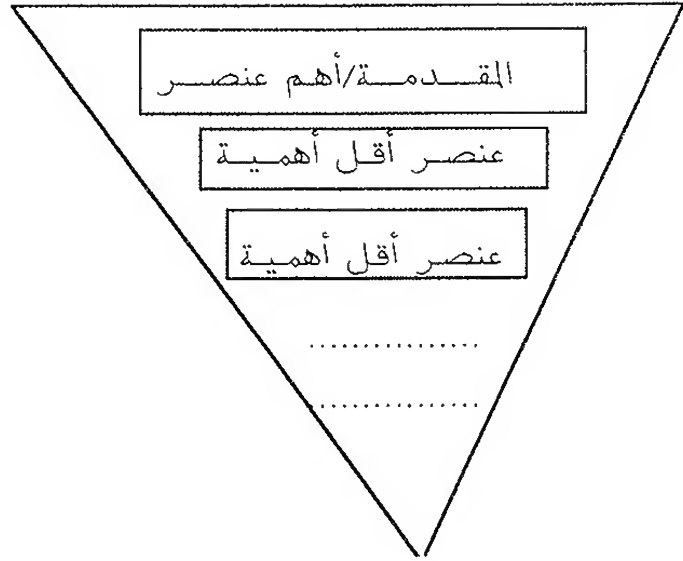 المقدمة/أهم عنصر
عنصر أقل أهمية
عنصر أقل أهمية
................
................